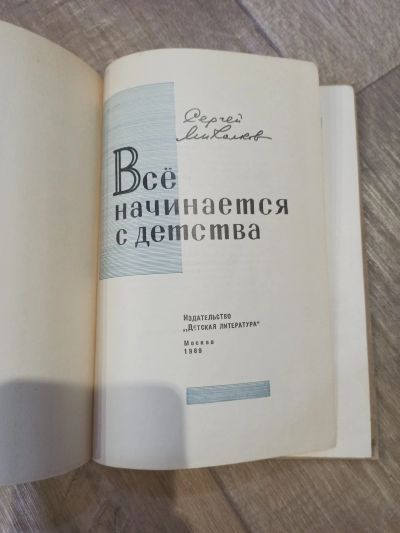 Сергей
Михалков
Всё
начинается
с детства
Издательство
„Детская литература"
Москва
1969